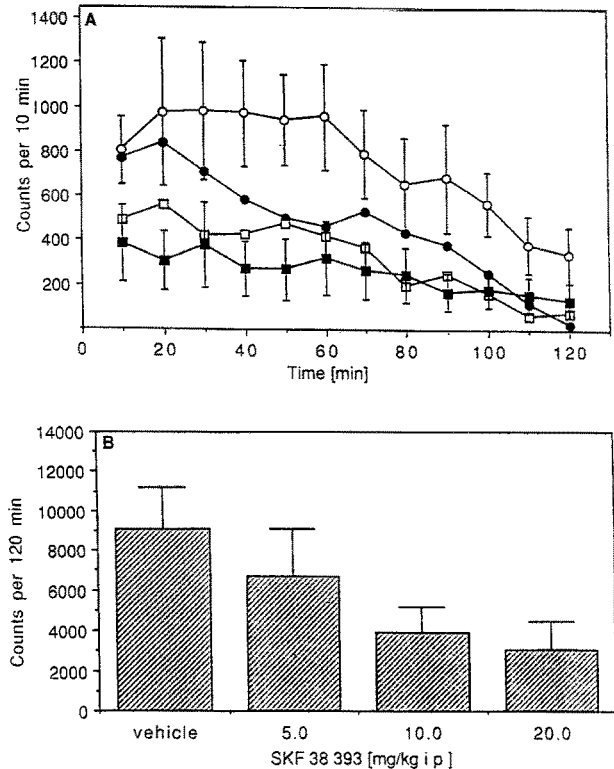 A
1400
1200
1000
800
600
400
200
Counts per 10 min
0 20 40 60 80 100 120
Time [min]
B
14000
12000
10000
8000
6000
4000
2000
0
Counts per 120 min
vehicle 5.0 10.0 20.0
SKF 38 393 [mg/kg i p]